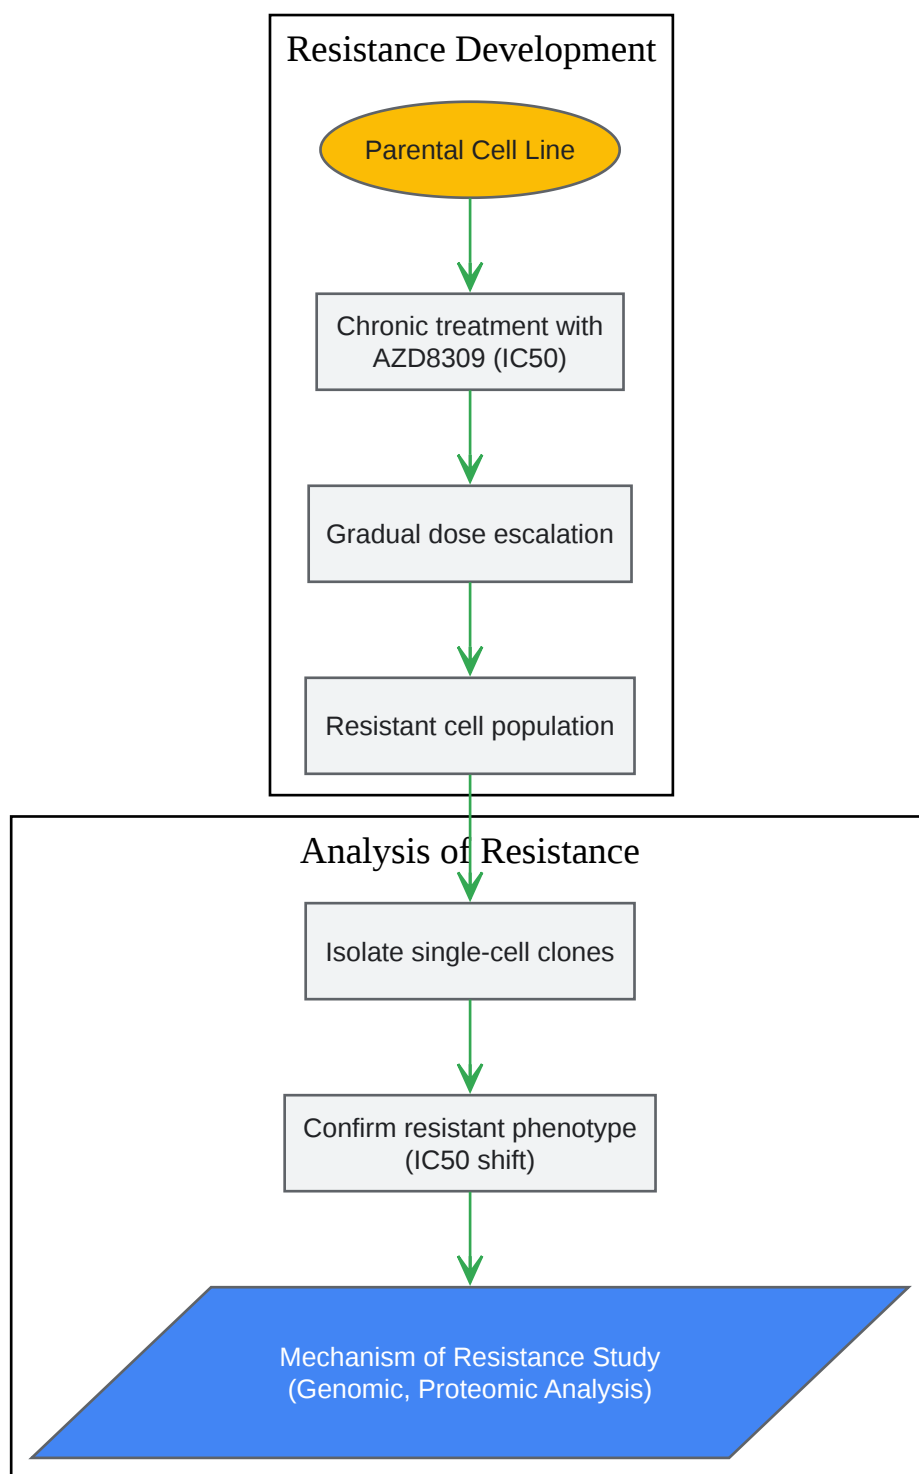 Resistance Development
Parental Cell Line
Chronic treatment with
AZD8309 (IC50)
Gradual dose escalation
Resistant cell population
Analysis of Resistance
Isolate single-cell clones
Confirm resistant phenotype
(IC50 shift)
Mechanism of Resistance Study
(Genomic, Proteomic Analysis)